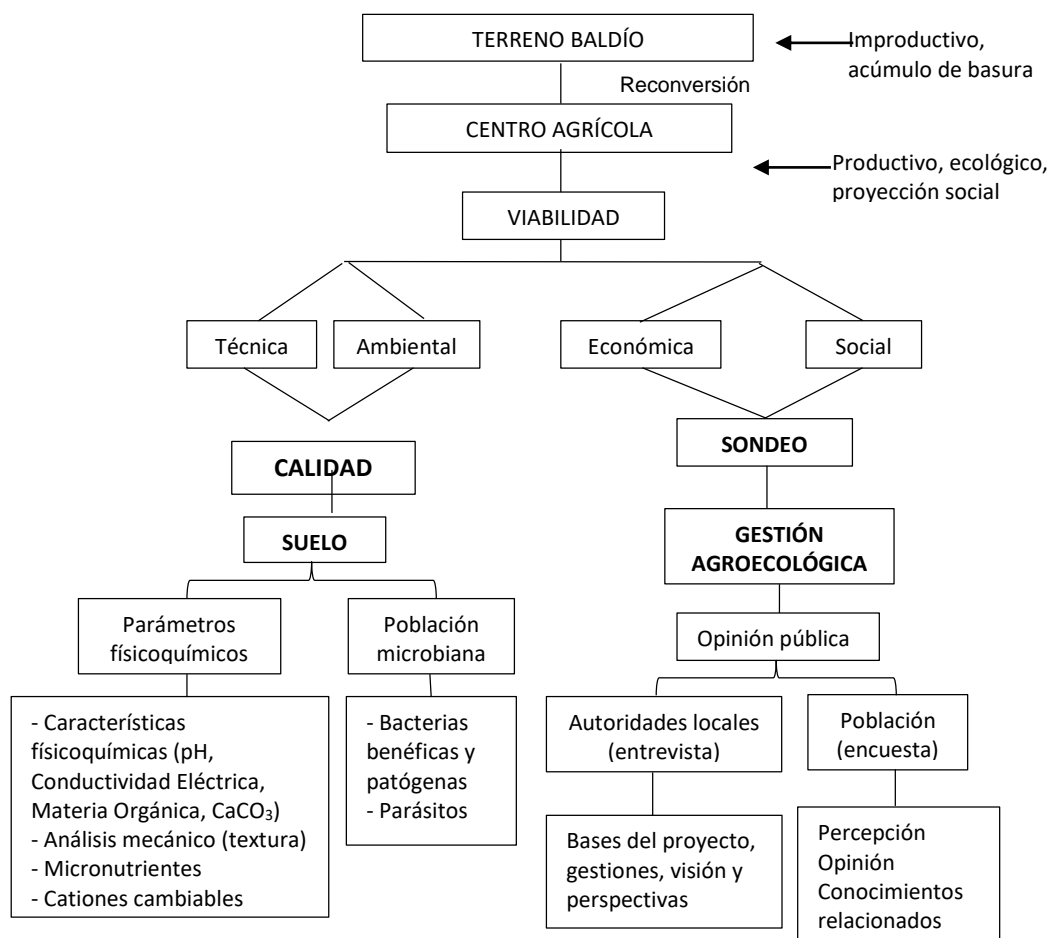 TERRENO BALDÍO
Improductivo,
acúmulo de basura
Reconversión
CENTRO AGRÍCOLA
Productivo, ecológico,
proyección social
VIABILIDAD
Técnica
Ambiental
Económica
Social
CALIDAD
SUELO
Parámetros
físicoquímicos
Población
microbiana
- Características
físicoquímicas (pH,
Conductividad Eléctrica,
Materia Orgánica, CaCO₃)
- Análisis mecánico (textura)
- Micronutrientes
- Cationes cambiables
- Bacterias
benéficas y
patógenas
- Parásitos
SONDEO
GESTIÓN
AGROECOLÓGICA
Opinión pública
Autoridades locales
(entrevista)
Población
(encuesta)
Bases del proyecto,
gestiones, visión y
perspectivas
Percepción
Opinión
Conocimientos
relacionados